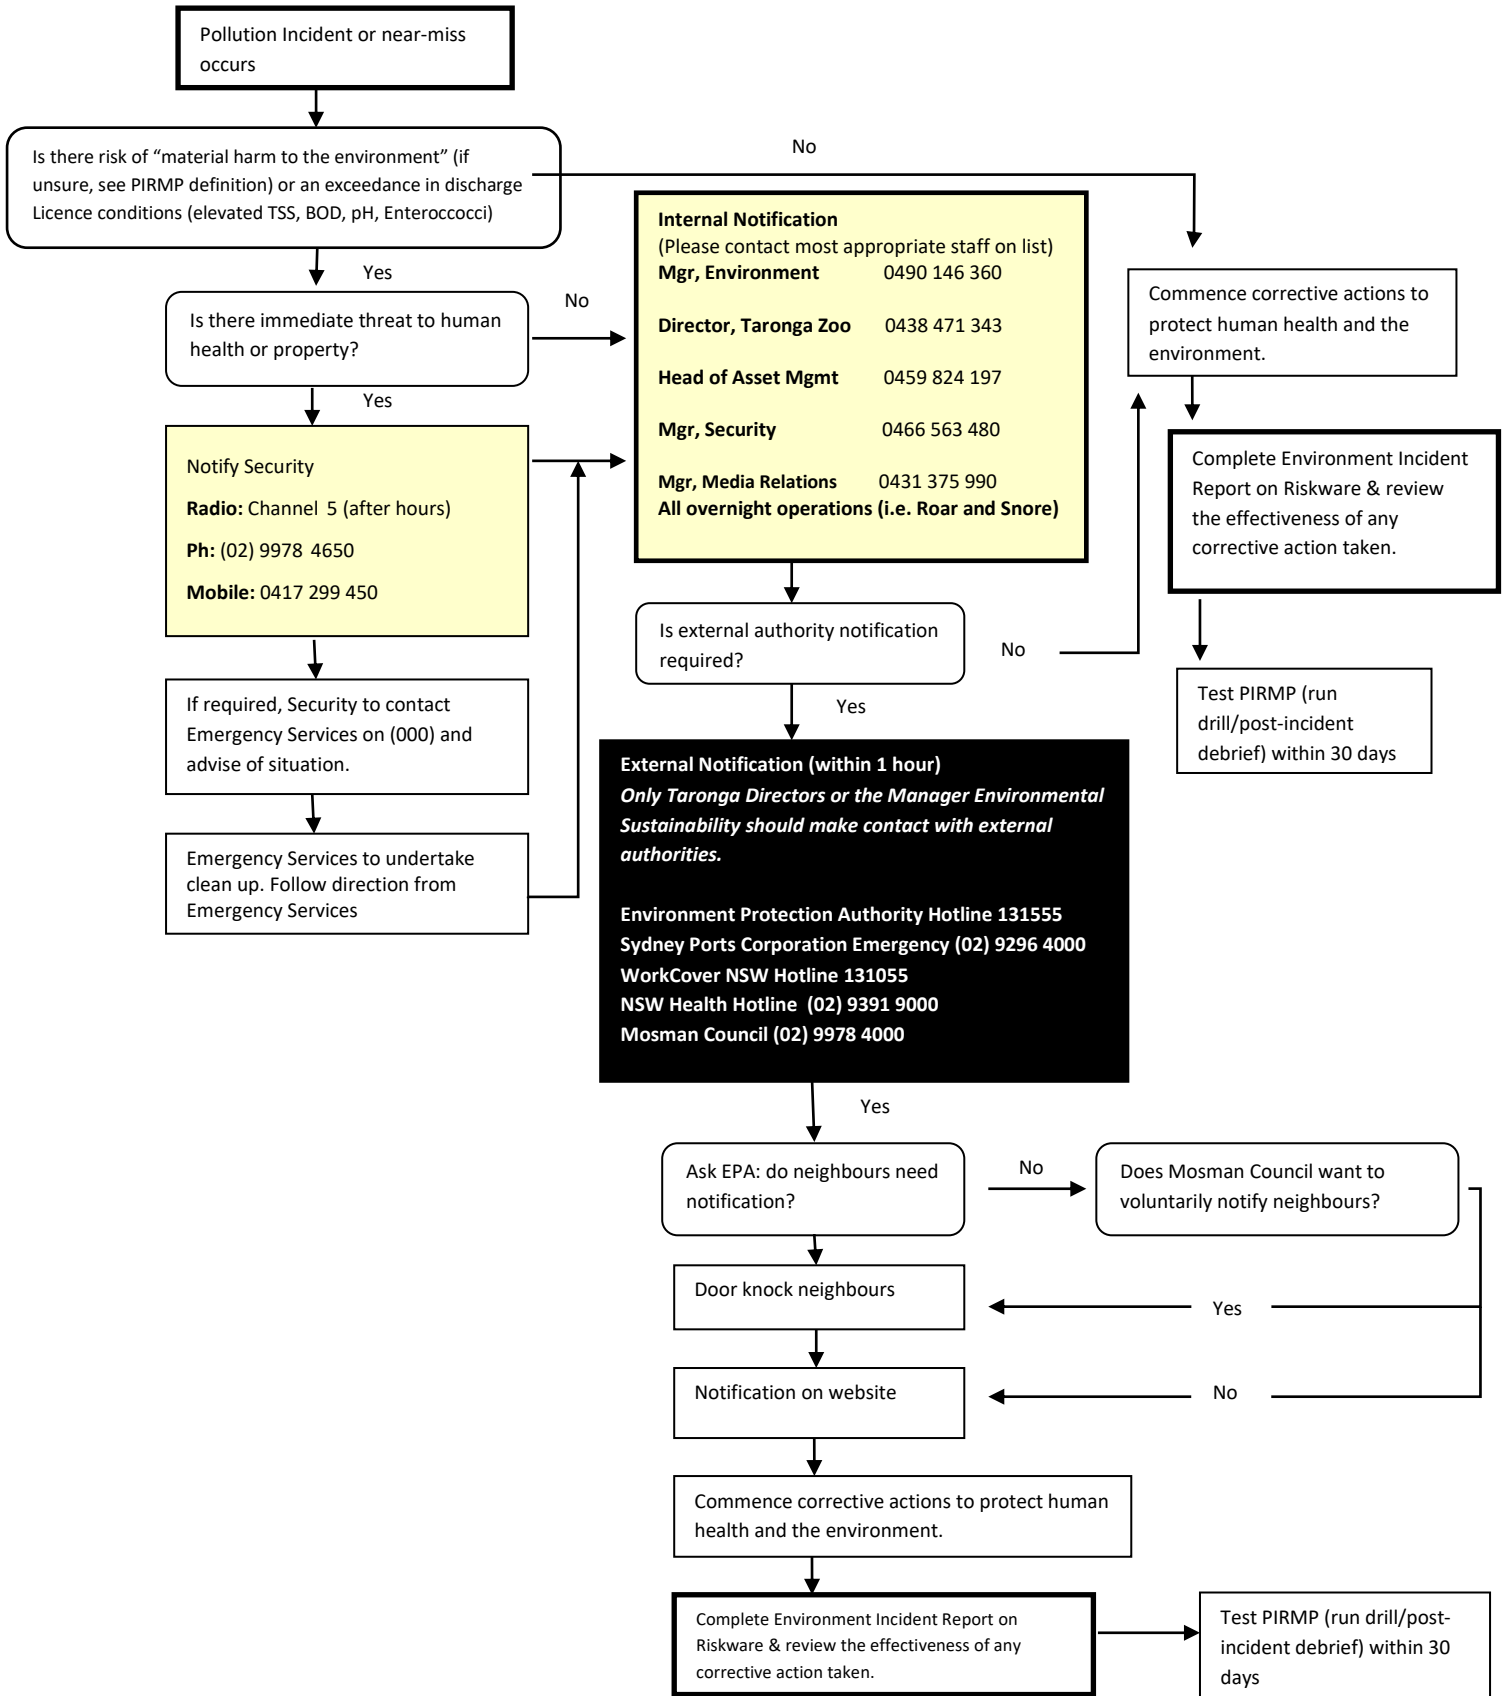 Pollution Incident or near-miss
occurs
Is there risk of “material harm to the environment” (if
unsure, see PIRMP definition) or an exceedance in discharge
Licence conditions (elevated TSS, BOD, pH, Enteroccocci)
No
Yes
Is there immediate threat to human
health or property?
No
Yes
Notify Security
Radio: Channel 5 (after hours)
Ph: (02) 9978 4650
Mobile: 0417 299 450
If required, Security to contact
Emergency Services on (000) and
advise of situation.
Emergency Services to undertake
clean up. Follow direction from
Emergency Services
Internal Notification
(Please contact most appropriate staff on list)
Mgr, Environment 0490 146 360
Director, Taronga Zoo 0438 471 343
Head of Asset Mgmt 0459 824 197
Mgr, Security 0466 563 480
Mgr, Media Relations 0431 375 990
All overnight operations (i.e. Roar and Snore)
Commence corrective actions to
protect human health and the
environment.
Complete Environment Incident
Report on Riskware & review
the effectiveness of any
corrective action taken.
Test PIRMP (run
drill/post-incident
debrief) within 30 days
Is external authority notification
required?
No
Yes
External Notification (within 1 hour)
Only Taronga Directors or the Manager Environmental
Sustainability should make contact with external
authorities.
Environment Protection Authority Hotline 131555
Sydney Ports Corporation Emergency (02) 9296 4000
WorkCover NSW Hotline 131055
NSW Health Hotline (02) 9391 9000
Mosman Council (02) 9978 4000
Yes
Ask EPA: do neighbours need
notification?
No
Does Mosman Council want to
voluntarily notify neighbours?
Door knock neighbours
Yes
Notification on website
No
Commence corrective actions to protect human
health and the environment.
Complete Environment Incident Report on
Riskware & review the effectiveness of any
corrective action taken.
Test PIRMP (run drill/post-
incident debrief) within 30
days